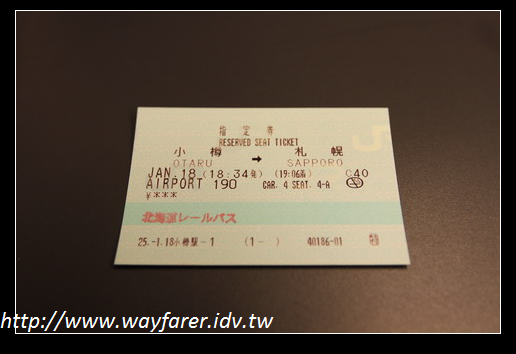 指 定 券
RESERVED SEAT TICKET
小 樽 → 札 幌
OTARU SAPPORO
JAN.18 (18:34発) (19:06着) C40
AIRPORT 190 CAR. 4 SEAT. 4-A
¥***
北海道レールパス
25.-1.18小樽駅-1 (1- ) 40186-01
http://www.wayfarer.idv.tw